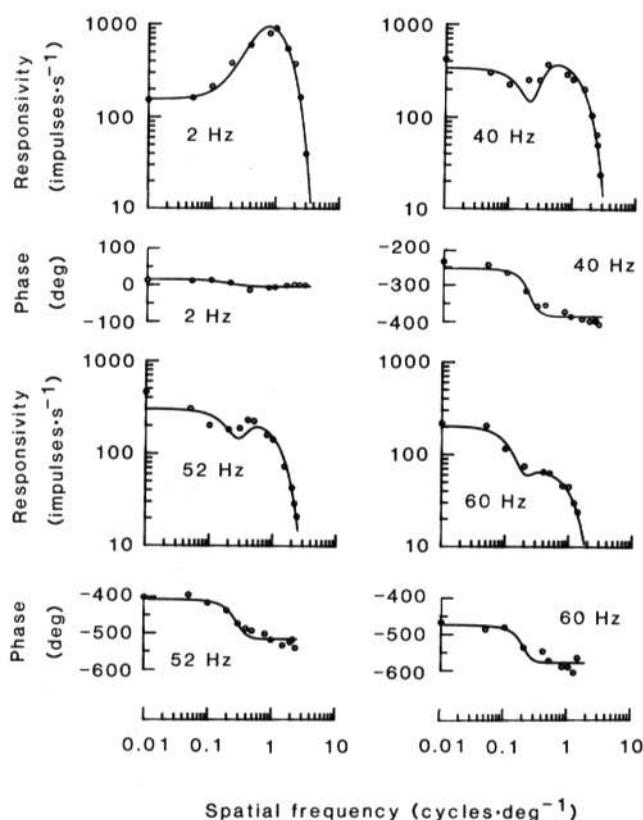 Responsivity
(impulses·s⁻¹)
1000
100
10
2 Hz
1000
100
10
40 Hz
Phase
(deg)
100
0
-100
2 Hz
-200
-300
-400
40 Hz
Responsivity
(impulses·s⁻¹)
1000
100
10
52 Hz
1000
100
10
60 Hz
Phase
(deg)
-400
-500
-600
52 Hz
-400
-500
-600
60 Hz
0.01 0.1 1 10
0.01 0.1 1 10
Spatial frequency (cycles·deg⁻¹)